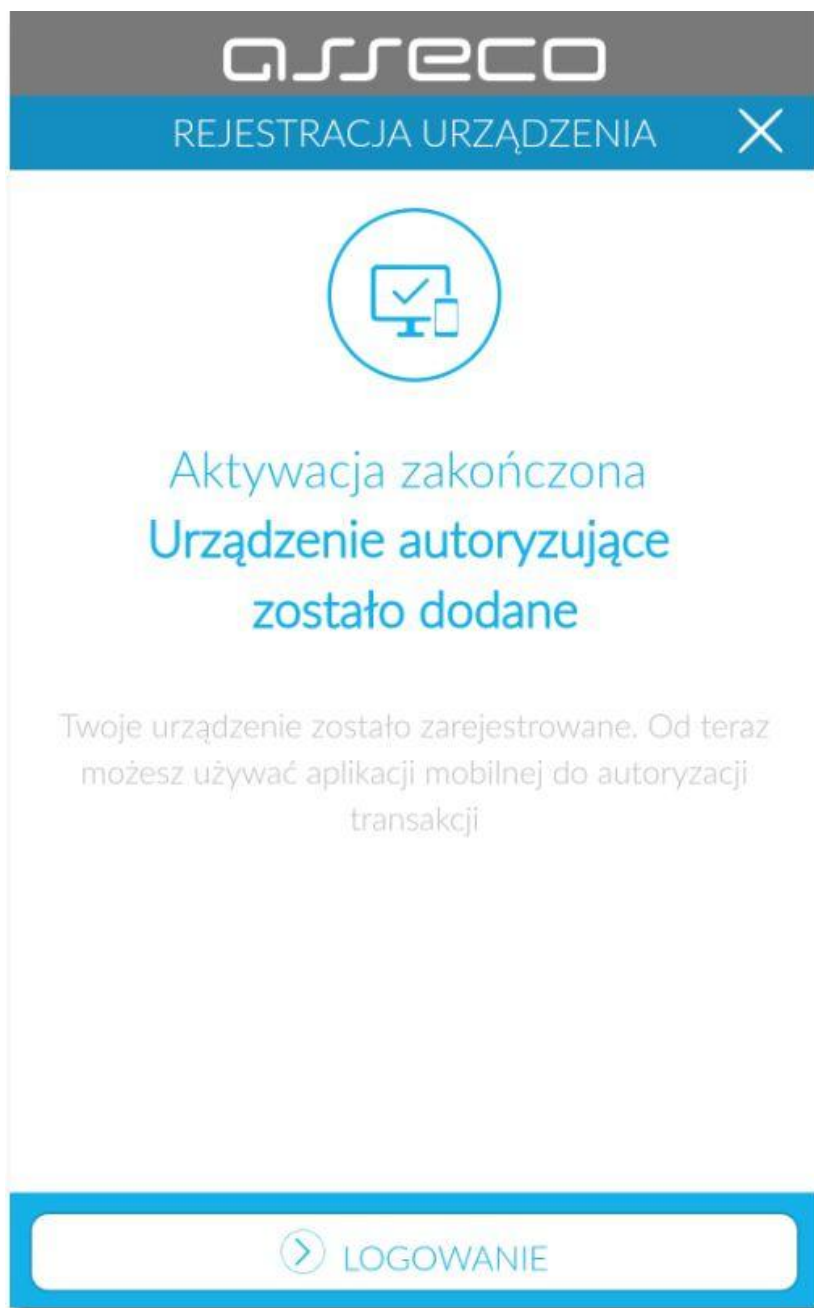 asseco
REJESTRACJA URZĄDZENIA
Aktywacja zakończona
Urządzenie autoryzujące
zostało dodane
Twoje urządzenie zostało zarejestrowane. Od teraz
możesz używać aplikacji mobilnej do autoryzacji
transakcji
LOGOWANIE